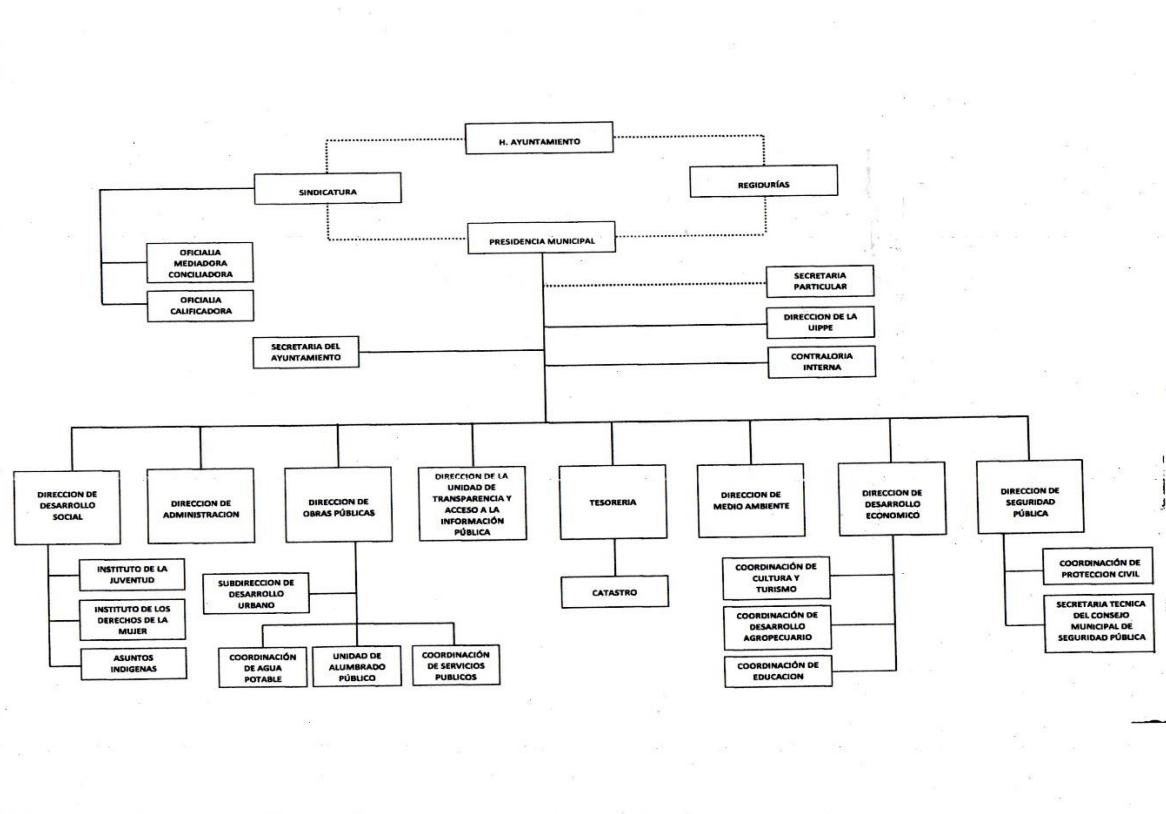 H. AYUNTAMIENTO
SINDICATURA
REGIDURÍAS
PRESIDENCIA MUNICIPAL
OFICIALIA
MEDIADORA
CONCILIADORA
OFICIALIA
CALIFICADORA
SECRETARIA
PARTICULAR
DIRECCION DE LA
UIPPE
SECRETARIA DEL
AYUNTAMIENTO
CONTRALORIA
INTERNA
DIRECCION DE
DESARROLLO
SOCIAL
DIRECCION DE
ADMINISTRACION
DIRECCION DE
OBRAS PÚBLICAS
DIRECCION DE LA
UNIDAD DE
TRANSPARENCIA Y
ACCESO A LA
INFORMACIÓN
PÚBLICA
TESORERIA
DIRECCION DE
MEDIO AMBIENTE
DIRECCION DE
DESARROLLO
ECONOMICO
DIRECCION DE
SEGURIDAD
PÚBLICA
INSTITUTO DE LA
JUVENTUD
INSTITUTO DE LOS
DERECHOS DE LA
MUJER
ASUNTOS
INDIGENAS
SUBDIRECCION DE
DESARROLLO
URBANO
COORDINACIÓN
DE AGUA
POTABLE
UNIDAD DE
ALUMBRADO
PÚBLICO
COORDINACIÓN
DE SERVICIOS
PUBLICOS
CATASTRO
COORDINACIÓN DE
CULTURA Y
TURISMO
COORDINACIÓN DE
DESARROLLO
AGROPECUARIO
COORDINACIÓN DE
EDUCACION
COORDINACIÓN DE
PROTECCION CIVIL
SECRETARIA TECNICA
DEL CONSEJO
MUNICIPAL DE
SEGURIDAD PÚBLICA